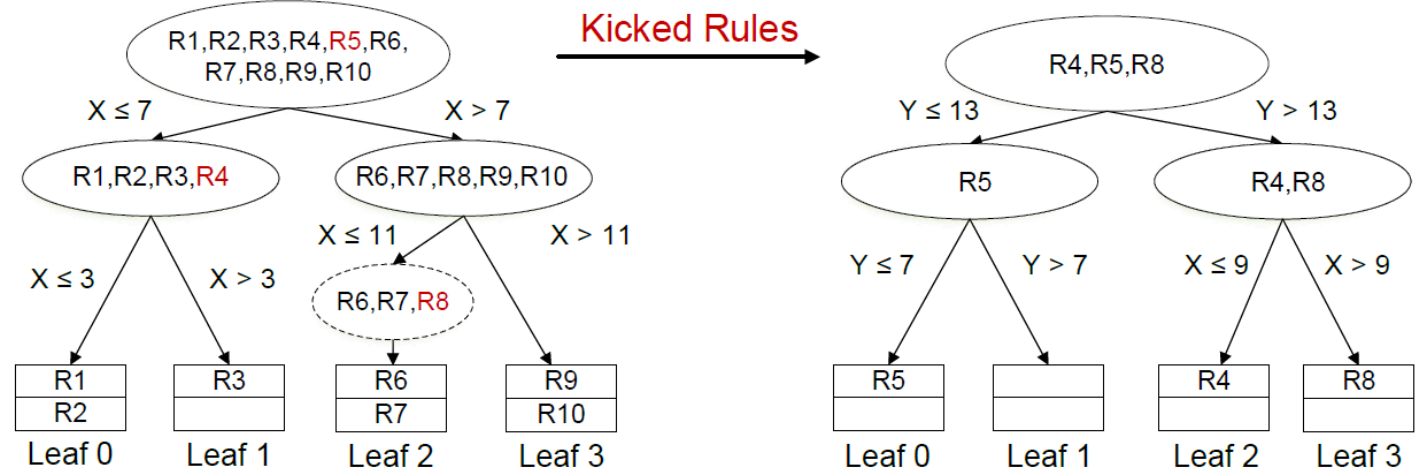 R1,R2,R3,R4,R5,R6,
R7,R8,R9,R10
X ≤ 7
X > 7
R1,R2,R3,R4
R6,R7,R8,R9,R10
X ≤ 3
X > 3
X ≤ 11
X > 11
R6,R7,R8
R1
R2
Leaf 0
R3
Leaf 1
R6
R7
Leaf 2
R9
R10
Leaf 3
Kicked Rules
R4,R5,R8
Y ≤ 13
Y > 13
R5
R4,R8
Y ≤ 7
Y > 7
X ≤ 9
X > 9
R5
Leaf 0
Leaf 1
R4
Leaf 2
R8
Leaf 3